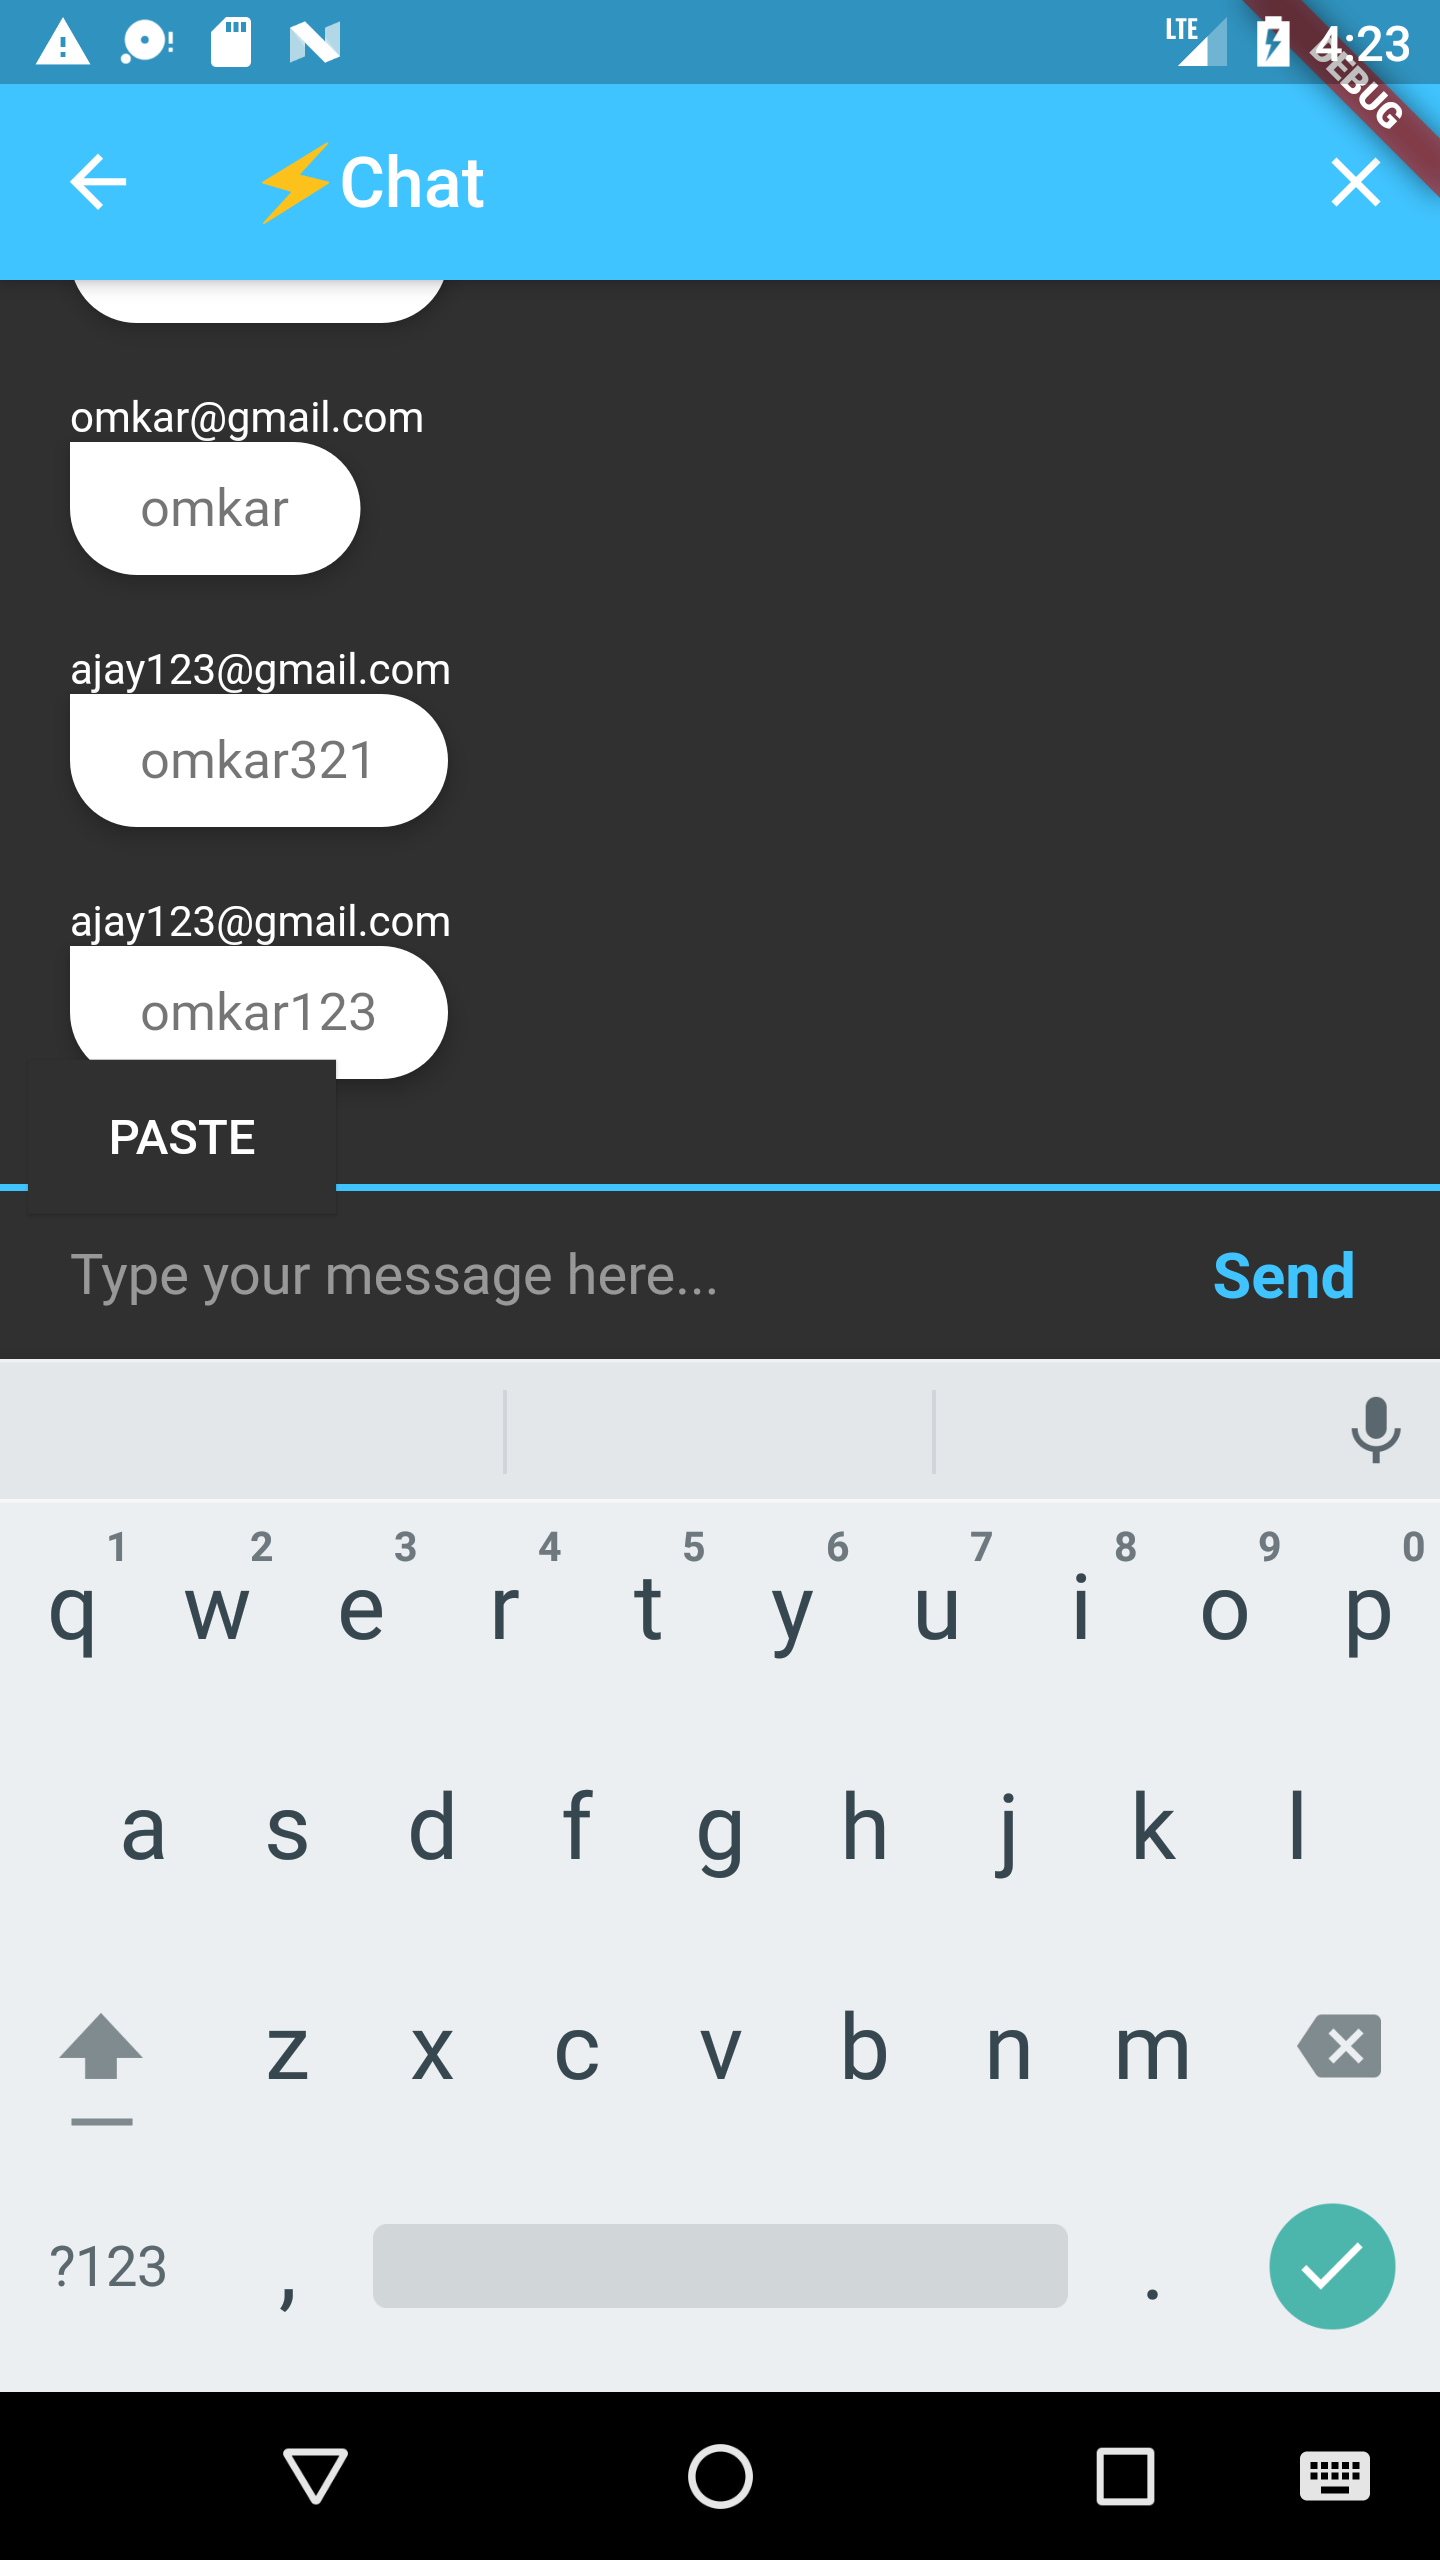 LTE 4:23
DEBUG
⚡Chat
omkar@gmail.com
omkar
ajay123@gmail.com
omkar321
ajay123@gmail.com
omkar123
PASTE
Type your message here...
Send
1 2 3 4 5 6 7 8 9 0
q w e r t y u i o p
a s d f g h j k l
z x c v b n m
?123 , .